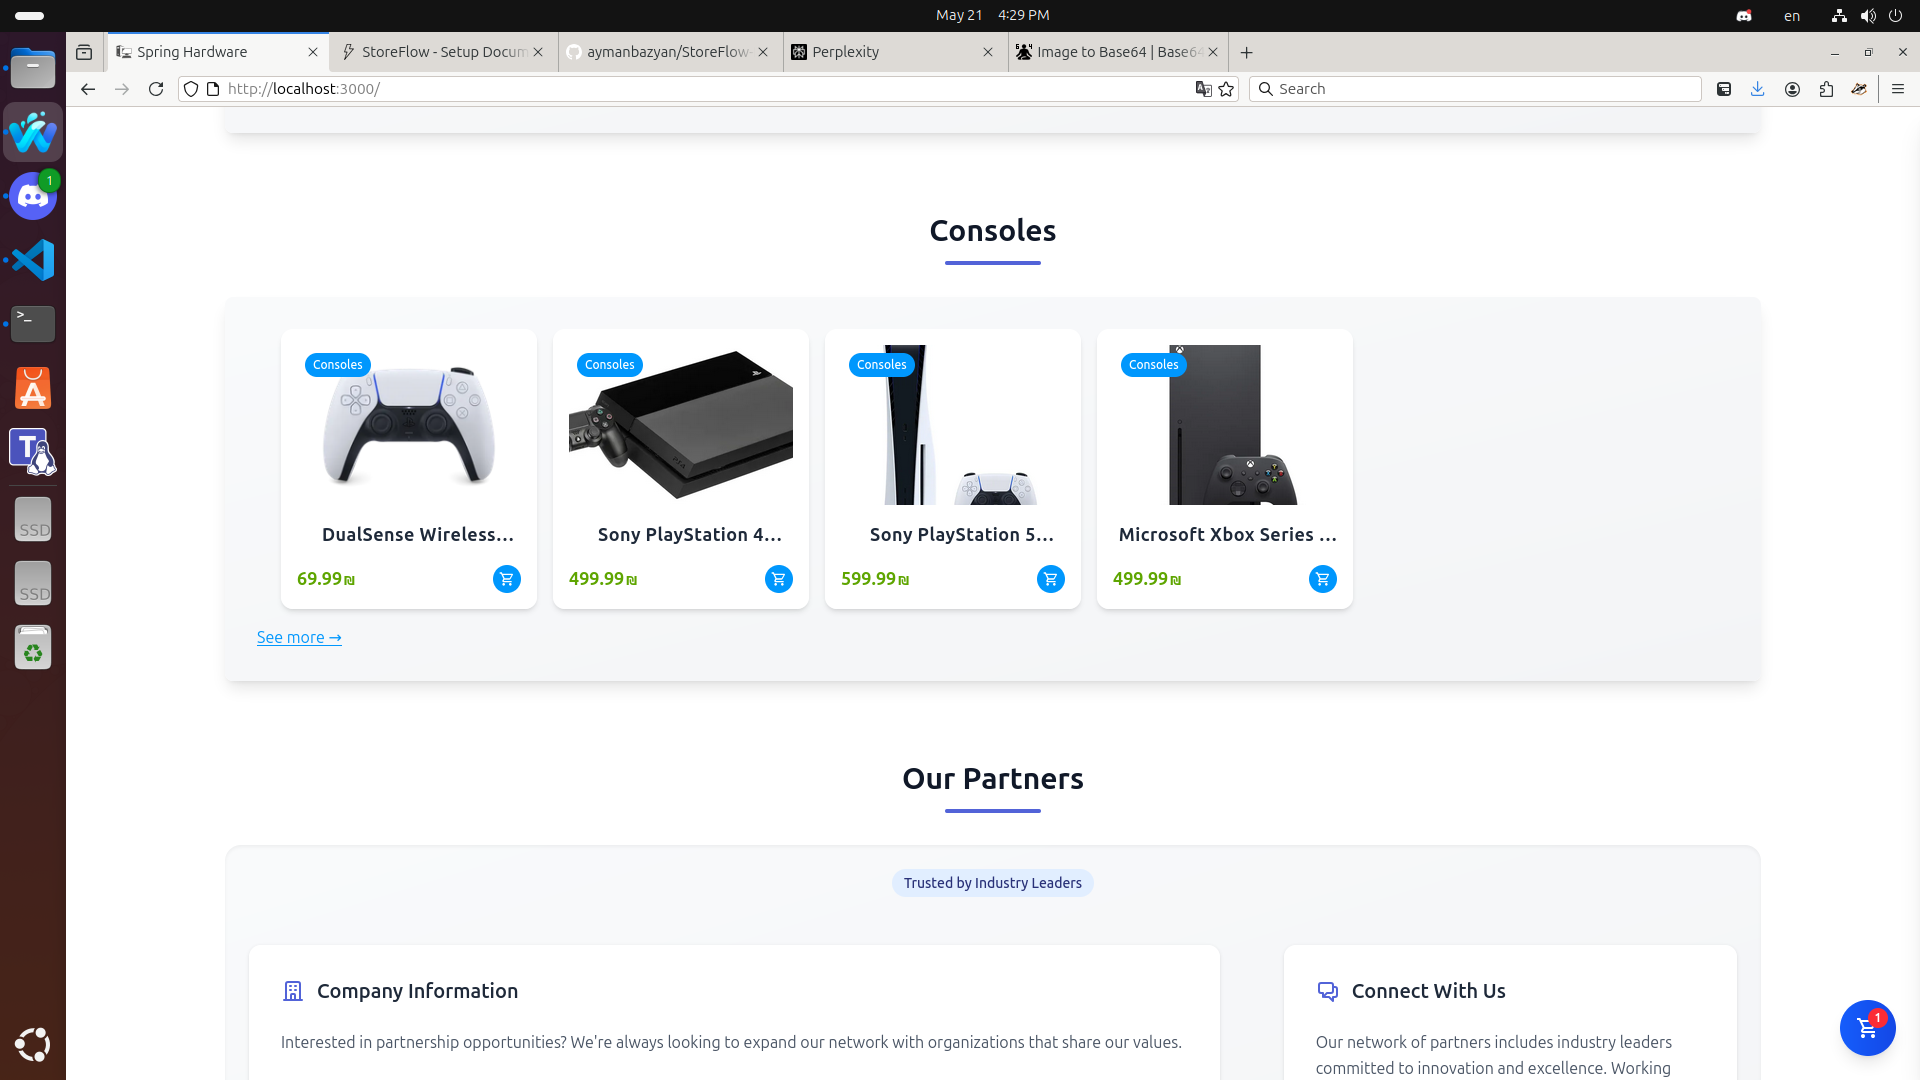 May 21 4:29 PM
en
Spring Hardware
StoreFlow - Setup Docum
aymanbazyan/StoreFlow-
Perplexity
Image to Base64 | Base64
http://localhost:3000/
Search
1
Consoles
Consoles
Consoles
Consoles
Consoles
DualSense Wireless...
Sony PlayStation 4...
Sony PlayStation 5...
Microsoft Xbox Series ...
69.99₪
499.99₪
599.99₪
499.99₪
See more →
SSD
SSD
Our Partners
Trusted by Industry Leaders
Company Information
Connect With Us
Interested in partnership opportunities? We're always looking to expand our network with organizations that share our values.
Our network of partners includes industry leaders
committed to innovation and excellence. Working
1